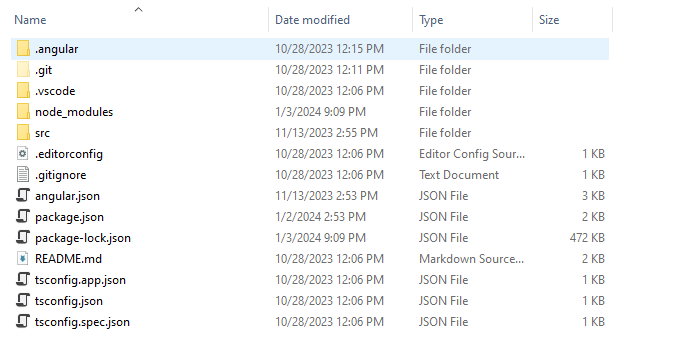 Name Date modified Type Size
.angular 10/28/2023 12:15 PM File folder
.git 10/28/2023 12:11 PM File folder
.vscode 10/28/2023 12:06 PM File folder
node_modules 1/3/2024 9:09 PM File folder
src 11/13/2023 2:55 PM File folder
.editorconfig 10/28/2023 12:06 PM Editor Config Sour... 1 KB
.gitignore 10/28/2023 12:06 PM Text Document 1 KB
angular.json 11/13/2023 2:53 PM JSON File 3 KB
package.json 1/2/2024 2:53 PM JSON File 2 KB
package-lock.json 1/3/2024 9:09 PM JSON File 472 KB
README.md 10/28/2023 12:06 PM Markdown Source... 2 KB
tsconfig.app.json 10/28/2023 12:06 PM JSON File 1 KB
tsconfig.json 10/28/2023 12:06 PM JSON File 1 KB
tsconfig.spec.json 10/28/2023 12:06 PM JSON File 1 KB